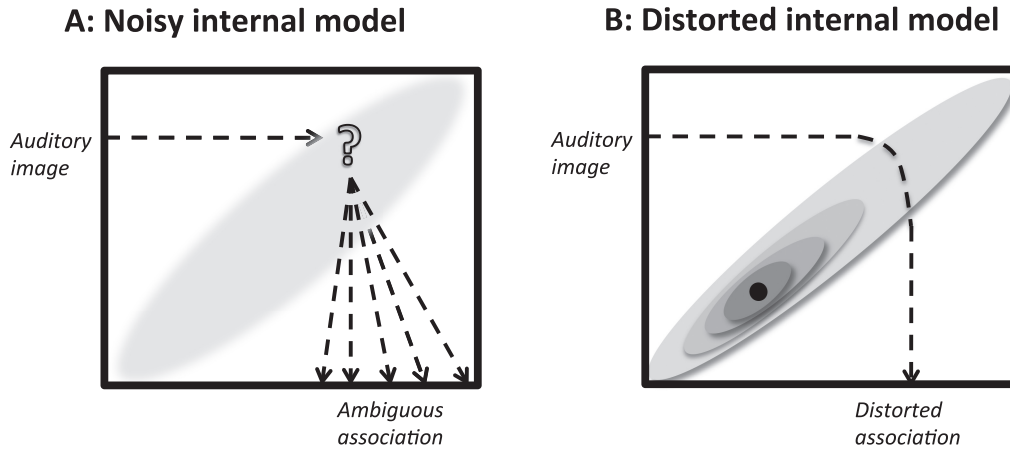 A: Noisy internal model
Auditory
image
?
Ambiguous
association
B: Distorted internal model
Auditory
image
Distorted
association